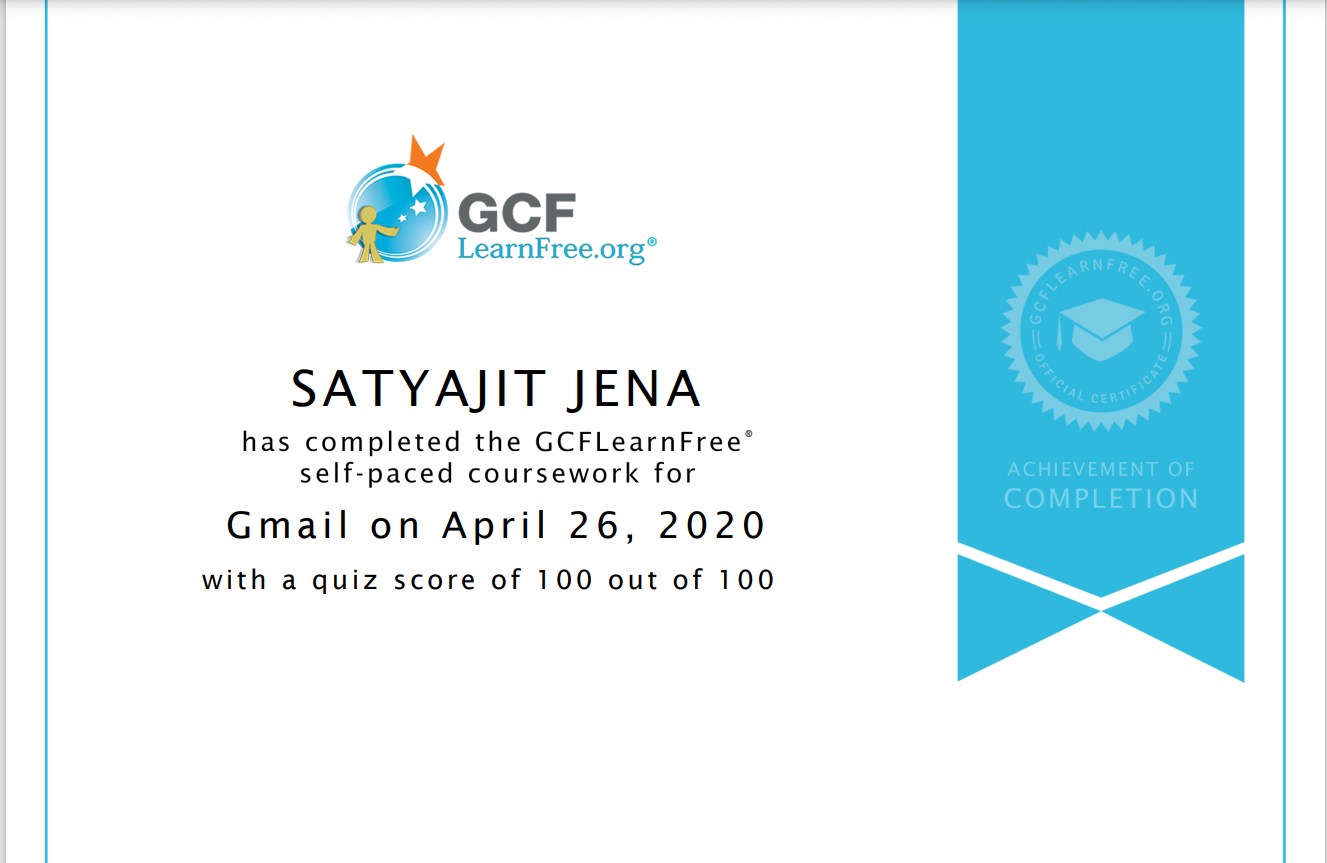 GCF
LearnFree.org®
SATYAJIT JENA
has completed the GCFLearnFree®
self-paced coursework for
Gmail on April 26, 2020
with a quiz score of 100 out of 100
GCFLEARNFREE.ORG
OFFICIAL CERTIFICATE
ACHIEVEMENT OF
COMPLETION